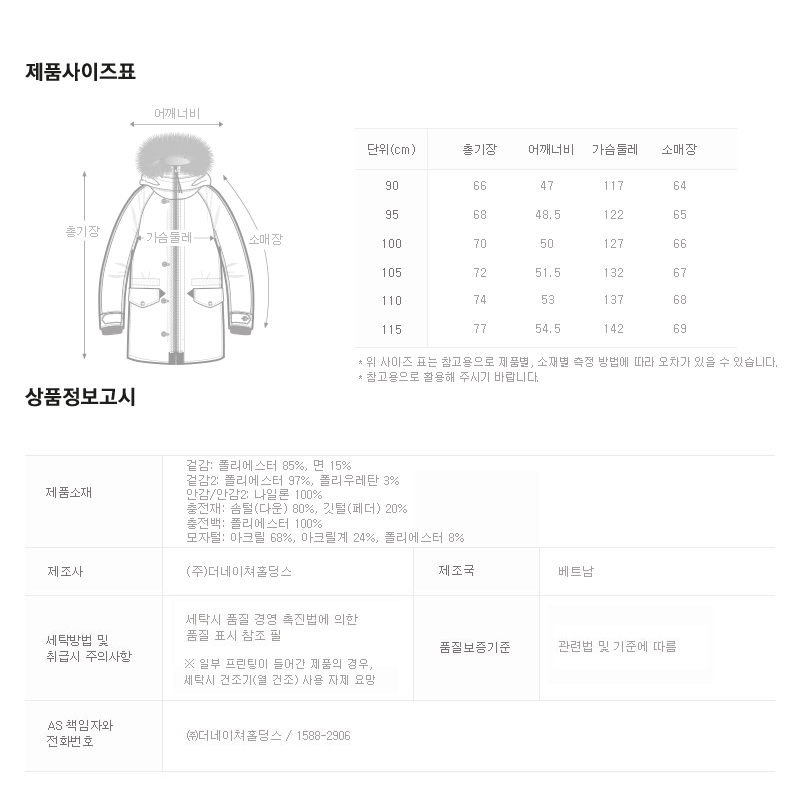 제품사이즈표
어깨너비
총기장
가슴둘레
소매장
단위(cm) 총기장 어깨너비 가슴둘레 소매장
90 66 47 117 64
95 68 48.5 122 65
100 70 50 127 66
105 72 51.5 132 67
110 74 53 137 68
115 77 54.5 142 69
* 위 사이즈 표는 참고용으로 제품별, 소재별 측정 방법에 따라 오차가 있을 수 있습니다.
* 참고용으로 활용해 주시기 바랍니다.
상품정보고시
제품소재
겉감: 폴리에스터 85%, 면 15%
겉감2: 폴리에스터 97%, 폴리우레탄 3%
안감/안감2: 나일론 100%
충전재: 솜털(다운) 80%, 깃털(페더) 20%
충전백: 폴리에스터 100%
모자털: 아크릴 68%, 아크릴계 24%, 폴리에스터 8%
제조사 (주)더네이쳐홀딩스 제조국 베트남
세탁방법 및
취급시 주의사항
세탁시 품질 경영 촉진법에 의한
품질 표시 참조 필
※ 일부 프린팅이 들어간 제품의 경우,
세탁시 건조기(열 건조) 사용 자제 요망
품질보증기준 관련법 및 기준에 따름
AS 책임자와
전화번호
㈜더네이쳐홀딩스 / 1588-2906